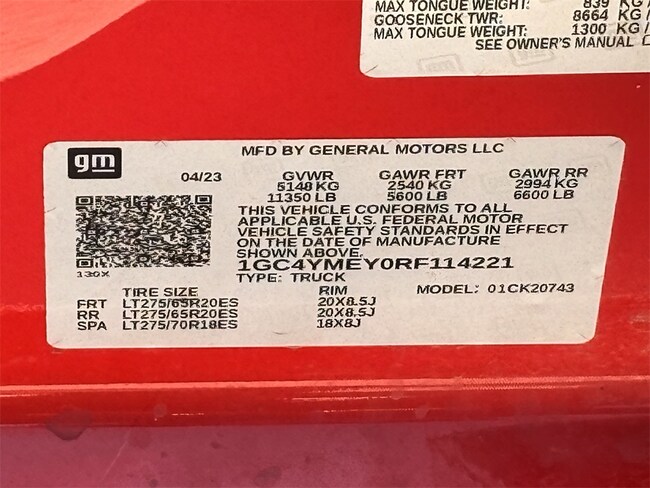 MAX TONGUE WEIGHT: 839 KG
GOOSENECK TWR: 8664 KG
MAX TONGUE WEIGHT: 1300 KG /
SEE OWNER'S MANUAL
gm
MFD BY GENERAL MOTORS LLC
04/23 GVWR GAWR FRT GAWR RR
5148 KG 2540 KG 2994 KG
11350 LB 5600 LB 6600 LB
THIS VEHICLE CONFORMS TO ALL
APPLICABLE U.S. FEDERAL MOTOR
VEHICLE SAFETY STANDARDS IN EFFECT
ON THE DATE OF MANUFACTURE
SHOWN ABOVE.
130X
1GC4YMEY0RF114221
TYPE: TRUCK MODEL: 01CK20743
TIRE SIZE RIM
FRT LT275/65R20ES 20X8.5J
RR LT275/65R20ES 20X8.5J
SPA LT275/70R18ES 18X8J